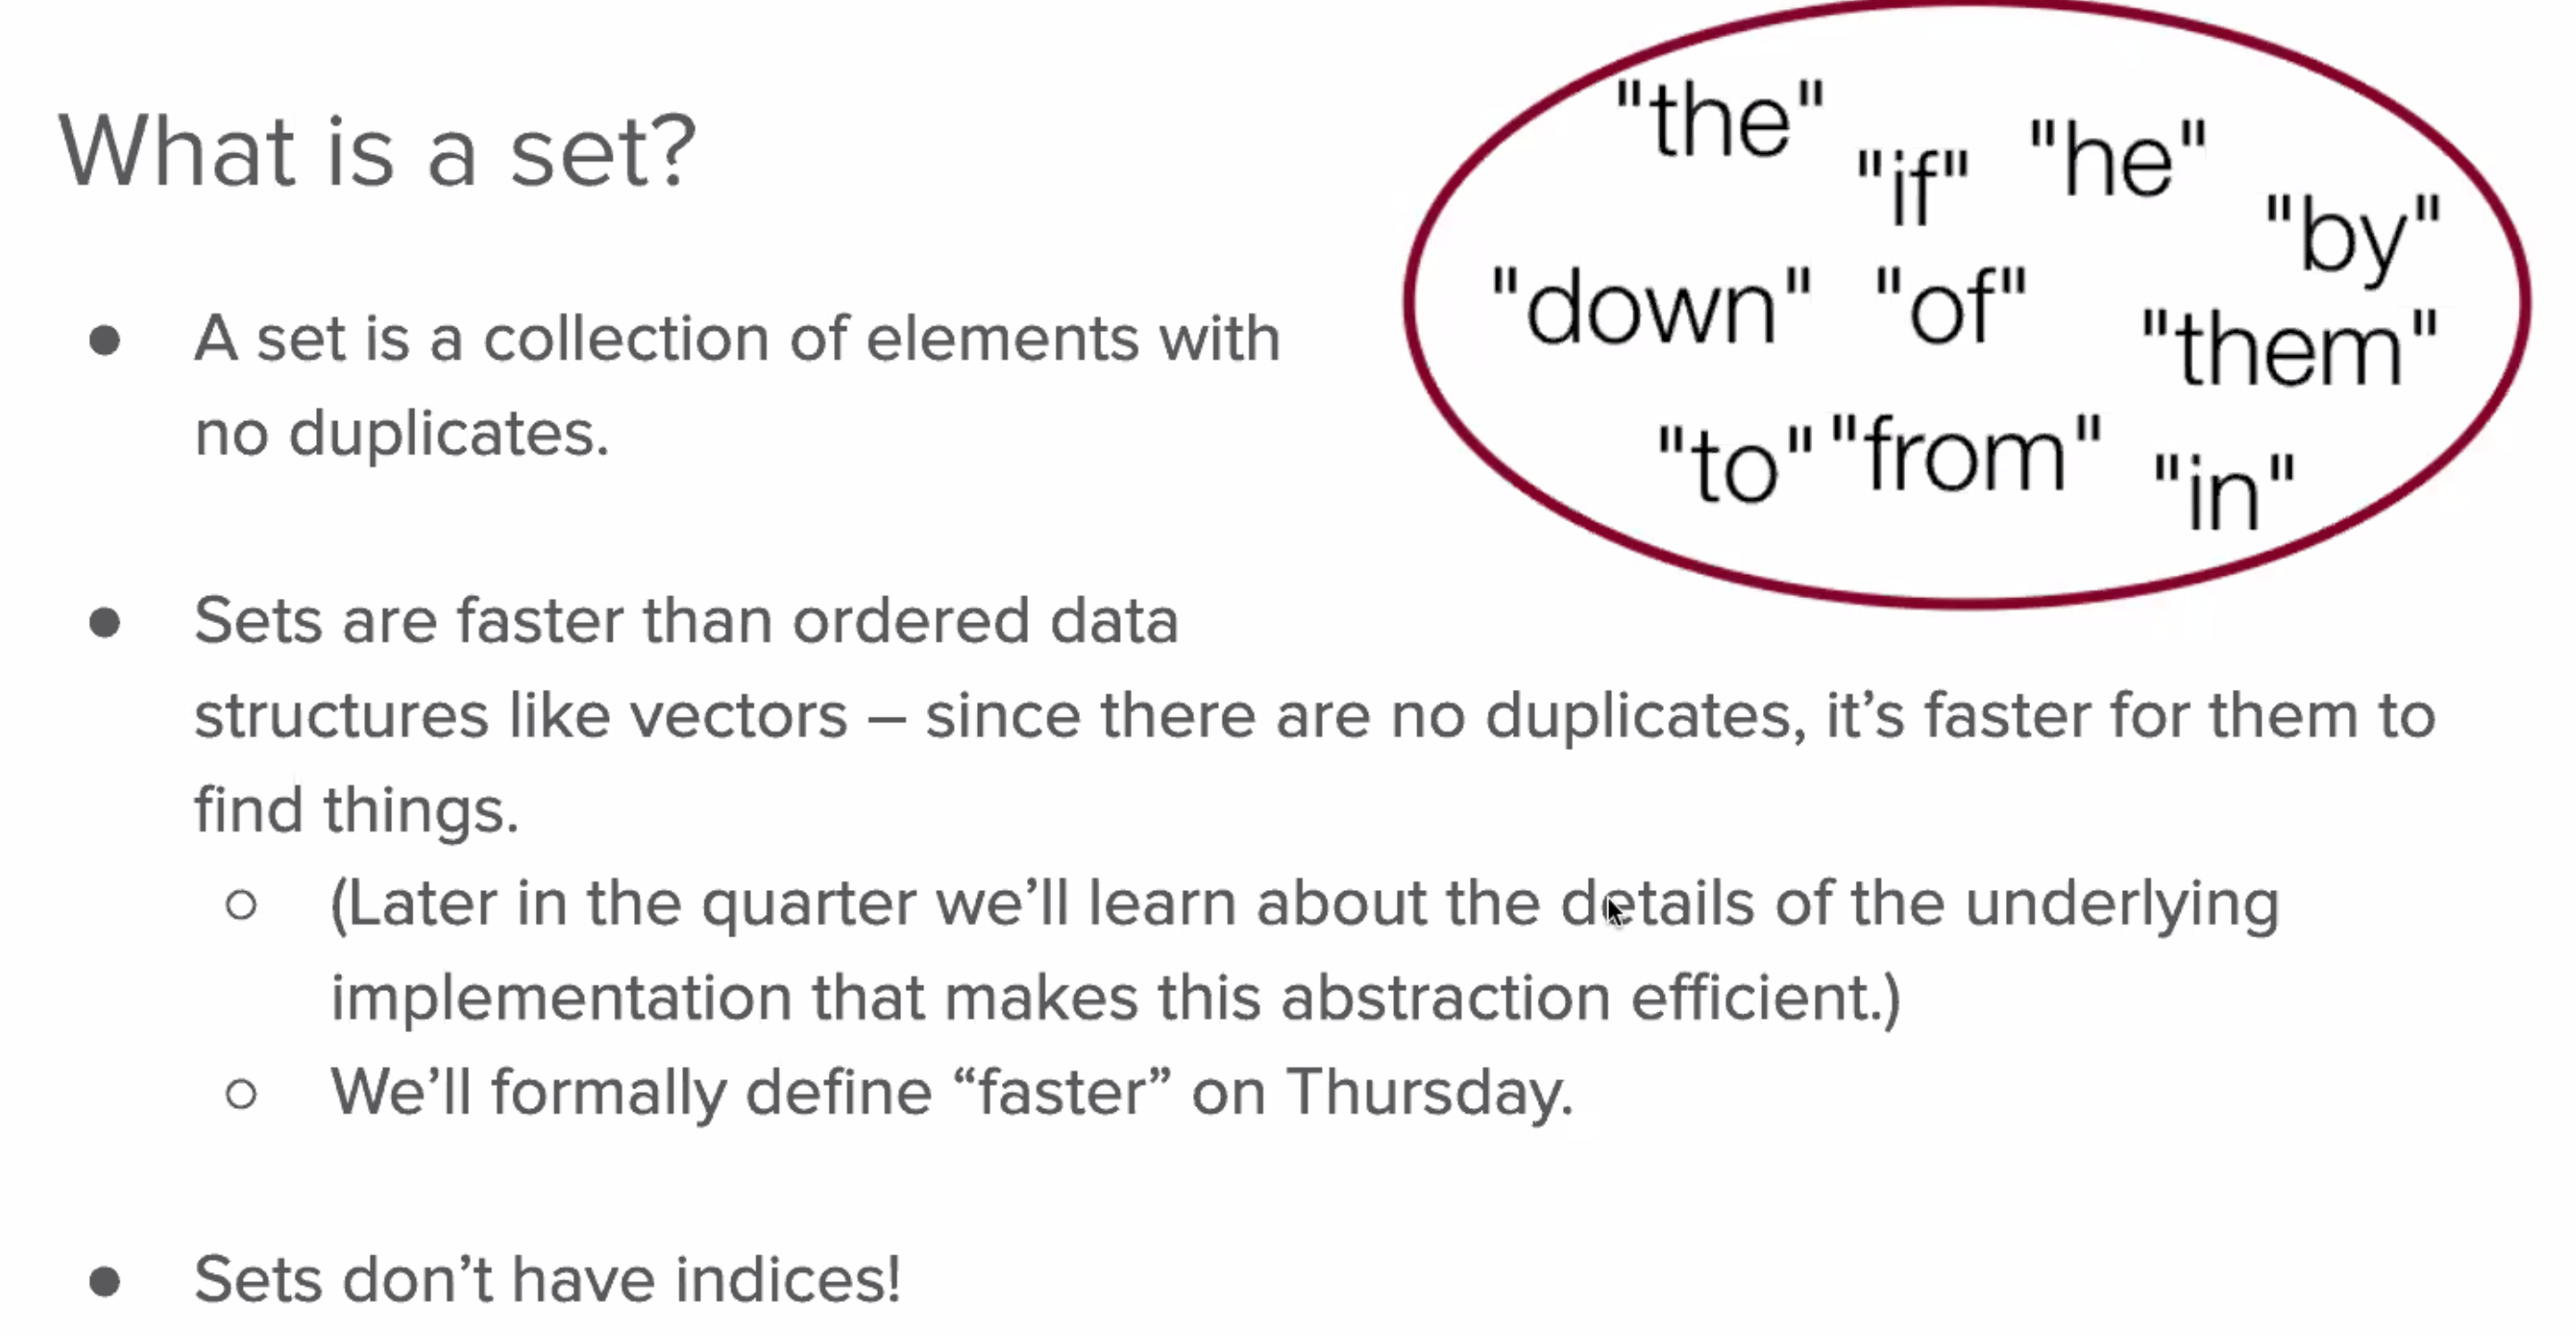 What is a set?
"the"
"if" "he"
"by"
"down" "of"
"them"
"to" "from" "in"
● A set is a collection of elements with
no duplicates.
● Sets are faster than ordered data
structures like vectors – since there are no duplicates, it’s faster for them to
find things.
○ (Later in the quarter we’ll learn about the details of the underlying
implementation that makes this abstraction efficient.)
○ We’ll formally define “faster” on Thursday.
● Sets don’t have indices!